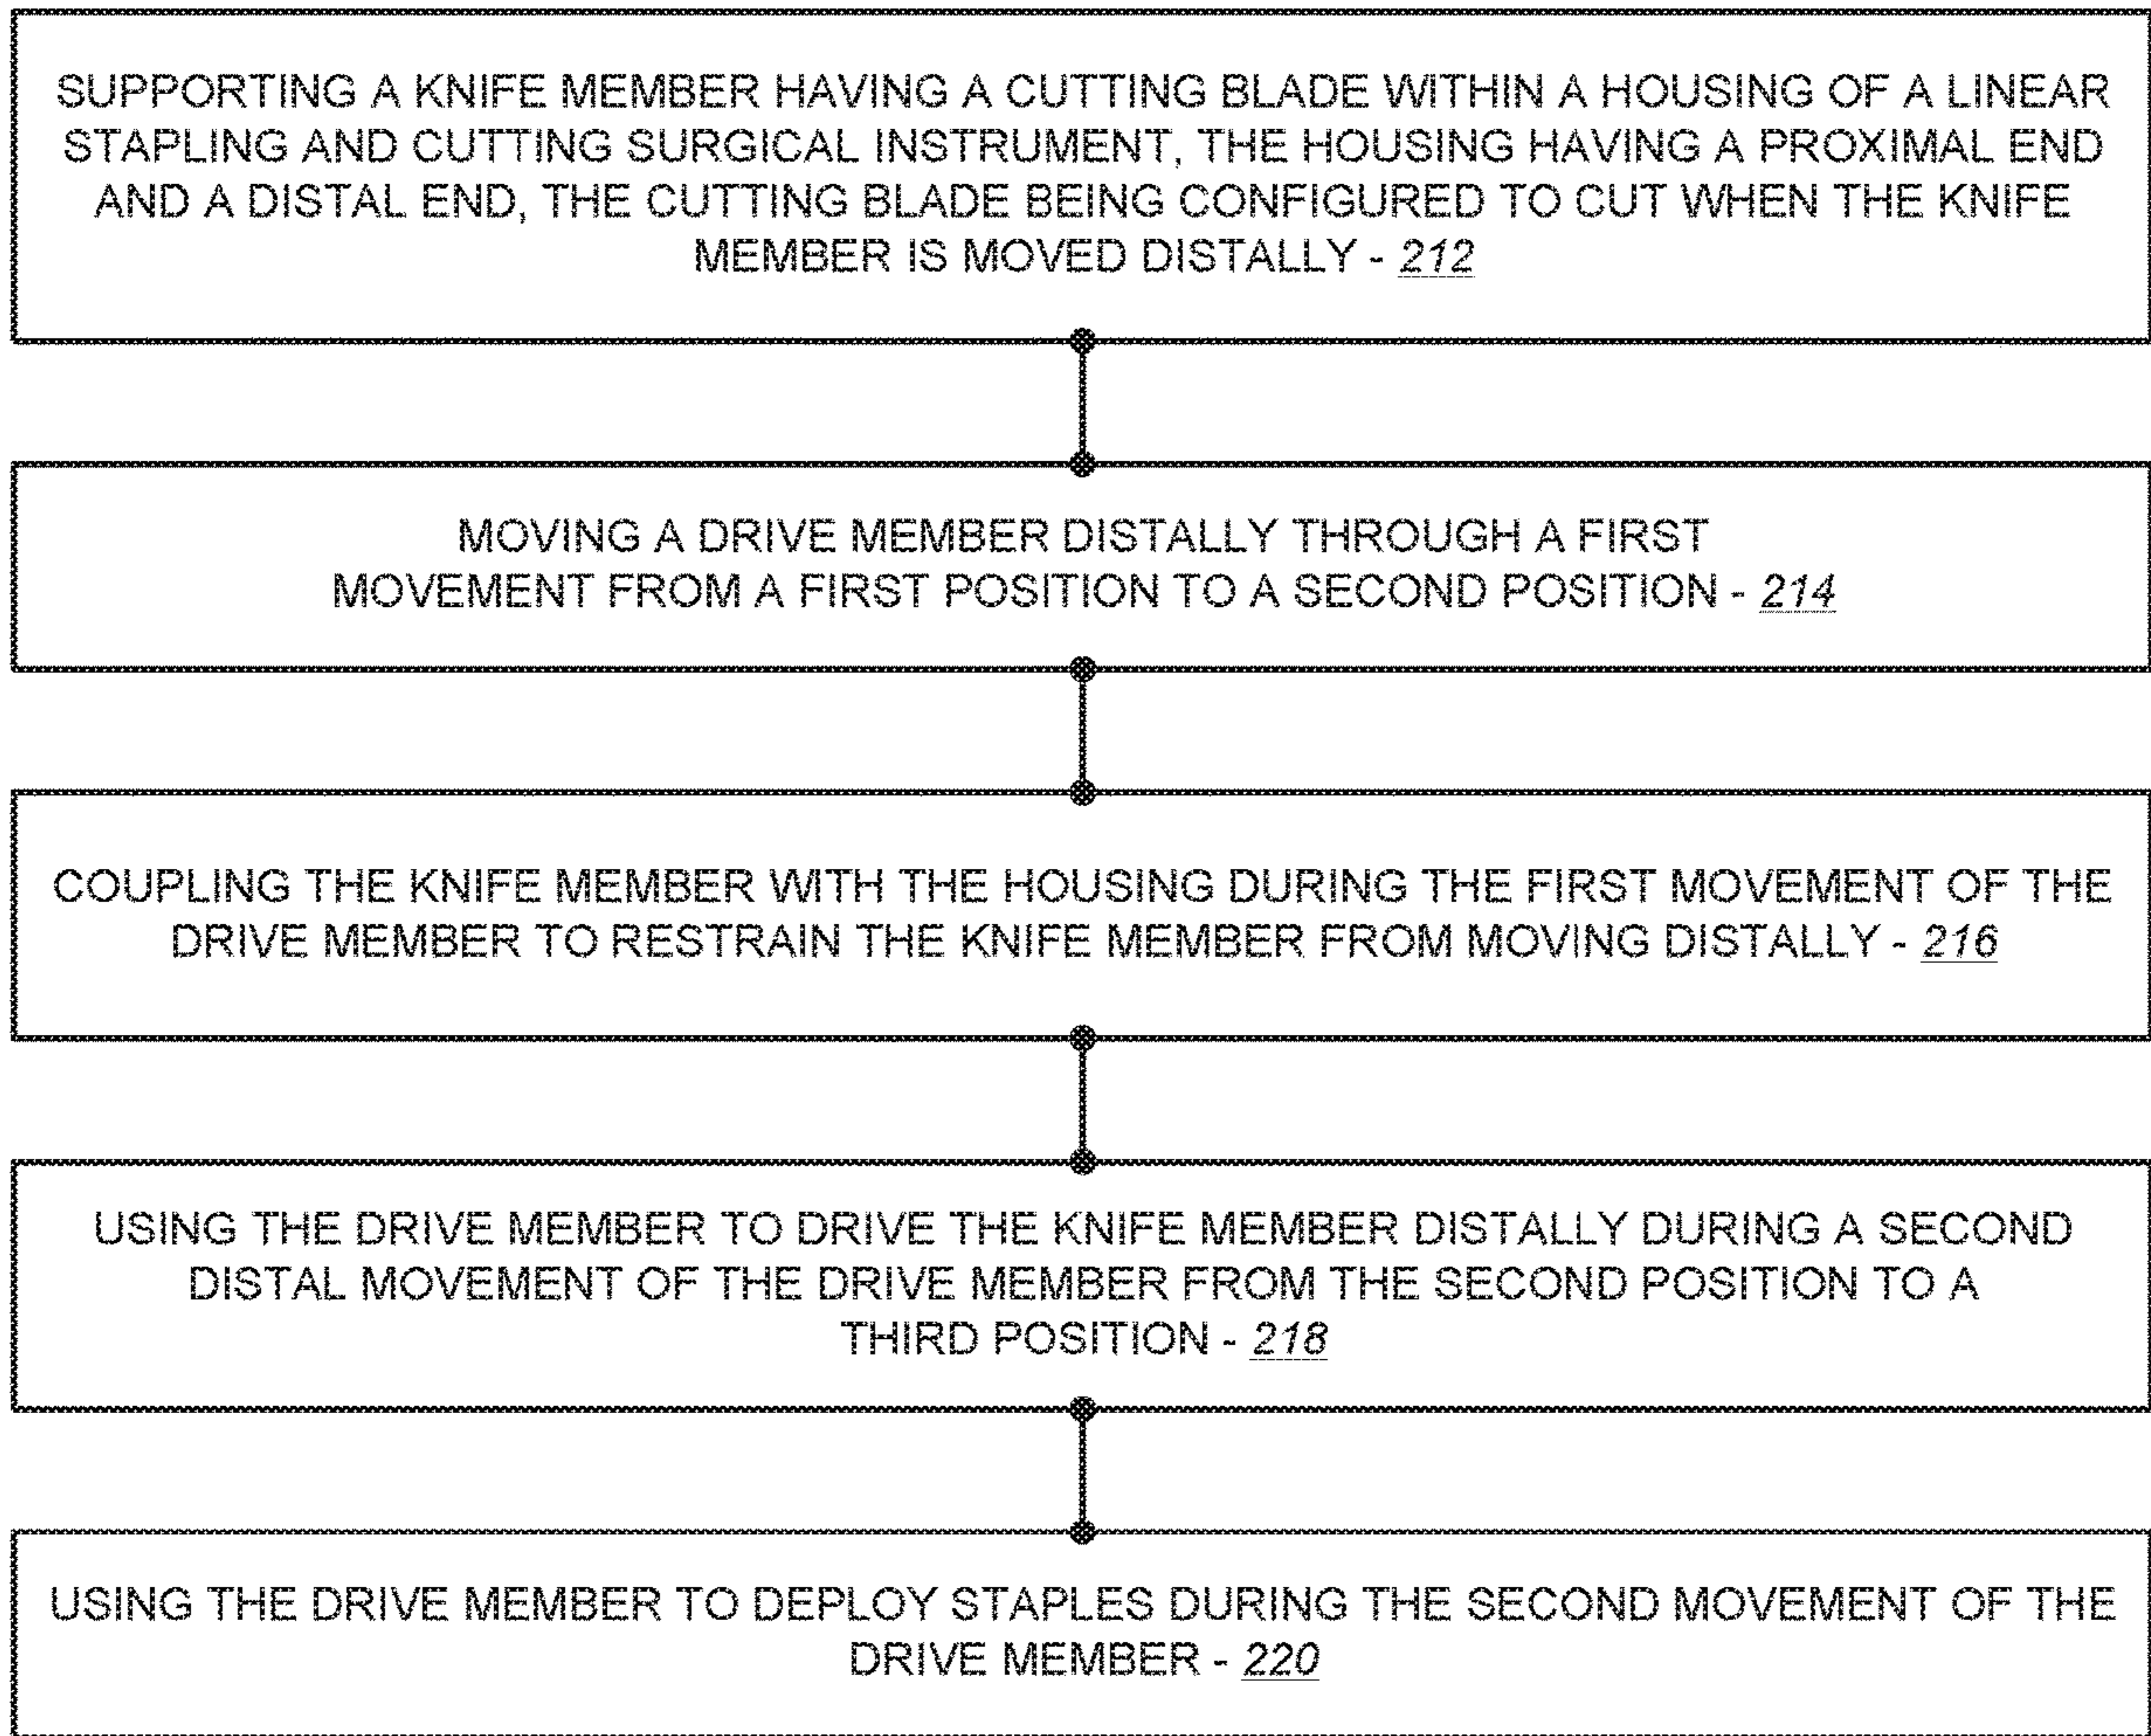 SUPPORTING A KNIFE MEMBER HAVING A CUTTING BLADE WITHIN A HOUSING OF A LINEAR
STAPLING AND CUTTING SURGICAL INSTRUMENT, THE HOUSING HAVING A PROXIMAL END
AND A DISTAL END, THE CUTTING BLADE BEING CONFIGURED TO CUT WHEN THE KNIFE
MEMBER IS MOVED DISTALLY - 212
MOVING A DRIVE MEMBER DISTALLY THROUGH A FIRST
MOVEMENT FROM A FIRST POSITION TO A SECOND POSITION - 214
COUPLING THE KNIFE MEMBER WITH THE HOUSING DURING THE FIRST MOVEMENT OF THE
DRIVE MEMBER TO RESTRAIN THE KNIFE MEMBER FROM MOVING DISTALLY - 216
USING THE DRIVE MEMBER TO DRIVE THE KNIFE MEMBER DISTALLY DURING A SECOND
DISTAL MOVEMENT OF THE DRIVE MEMBER FROM THE SECOND POSITION TO A
THIRD POSITION - 218
USING THE DRIVE MEMBER TO DEPLOY STAPLES DURING THE SECOND MOVEMENT OF THE
DRIVE MEMBER - 220